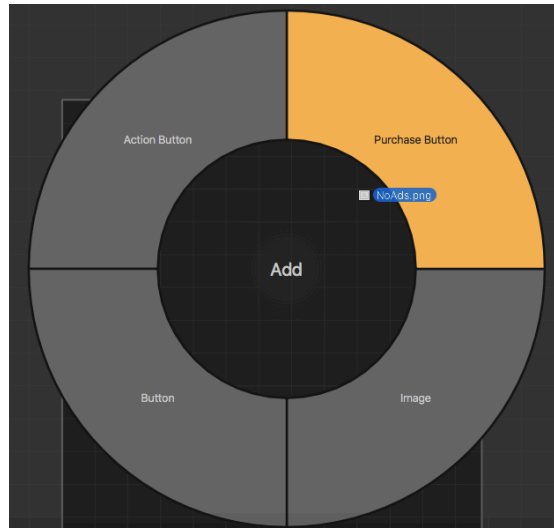 Action Button
Purchase Button
NoAds.png
Add
Button
Image